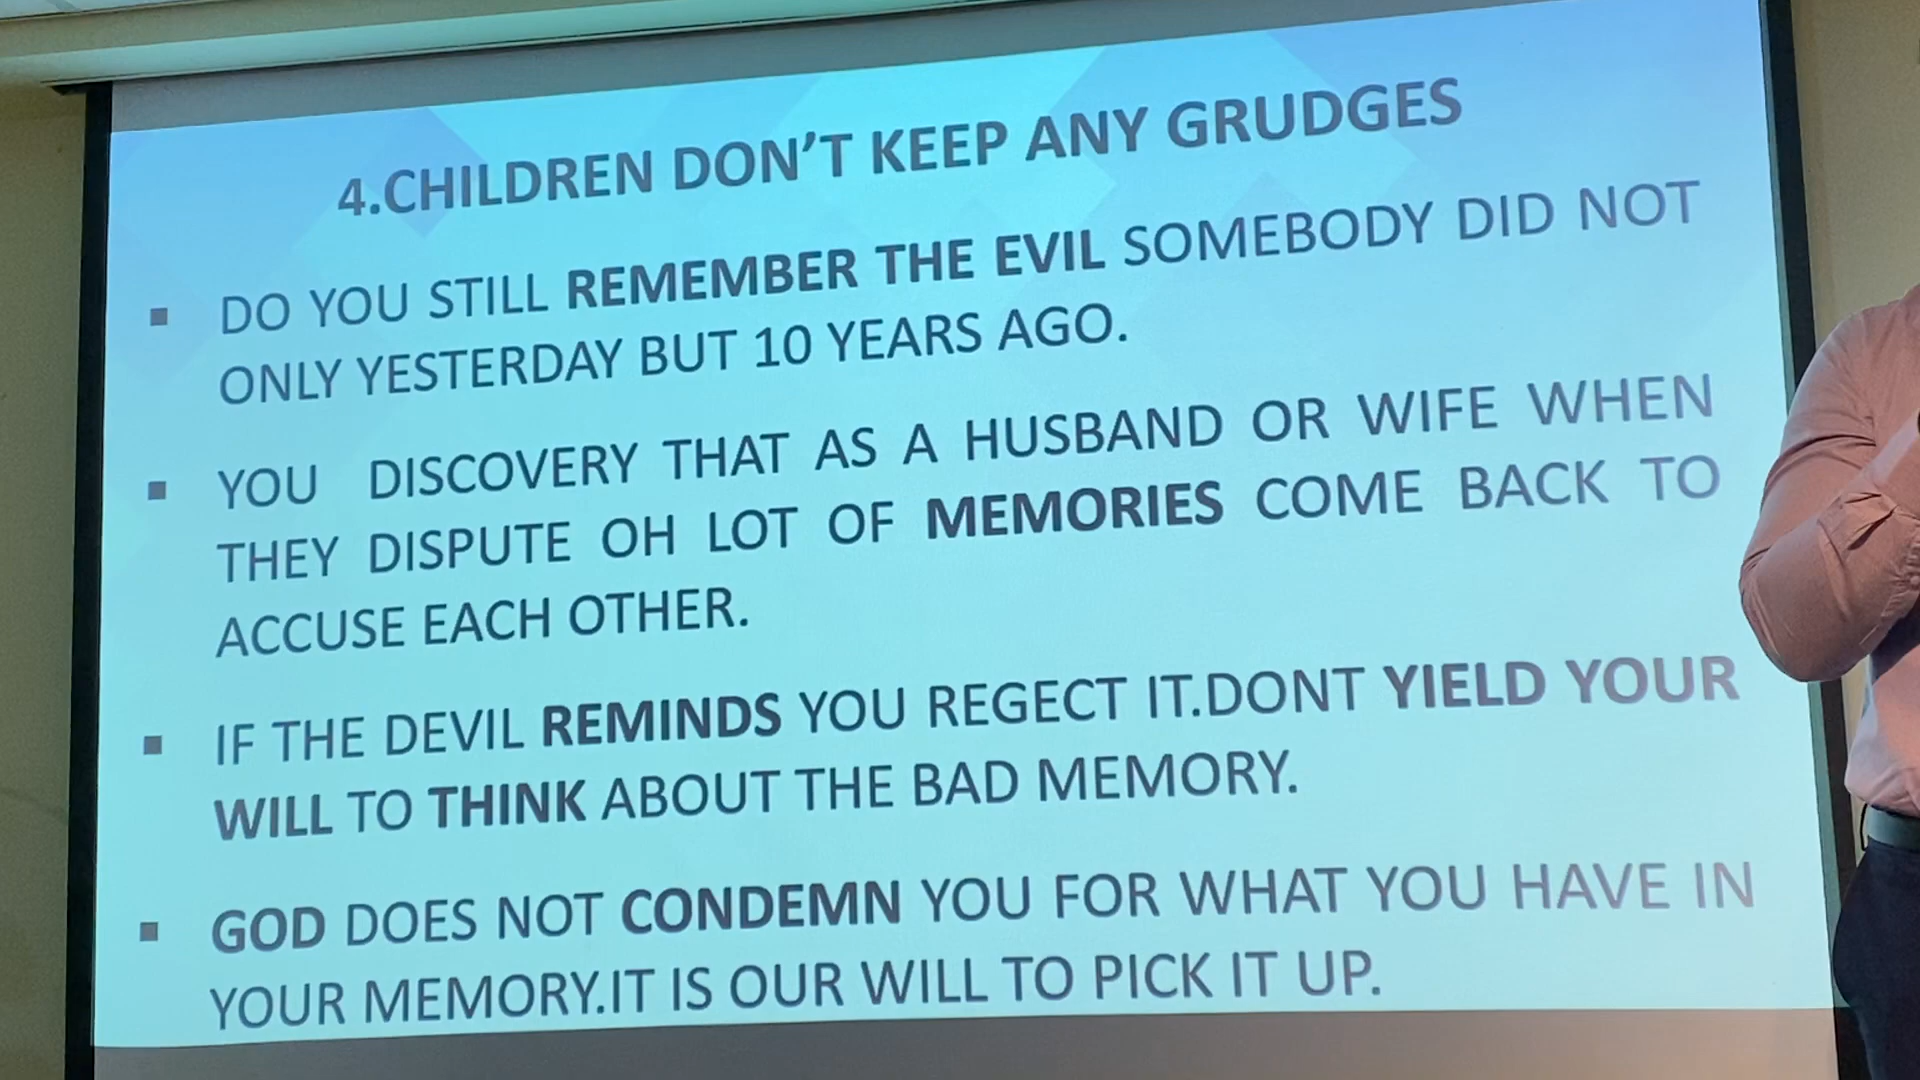 4.CHILDREN DON'T KEEP ANY GRUDGES
▪ DO YOU STILL REMEMBER THE EVIL SOMEBODY DID NOT
ONLY YESTERDAY BUT 10 YEARS AGO.
▪ YOU DISCOVERY THAT AS A HUSBAND OR WIFE WHEN
THEY DISPUTE OH LOT OF MEMORIES COME BACK TO
ACCUSE EACH OTHER.
▪ IF THE DEVIL REMINDS YOU REGECT IT.DONT YIELD YOUR
WILL TO THINK ABOUT THE BAD MEMORY.
▪ GOD DOES NOT CONDEMN YOU FOR WHAT YOU HAVE IN
YOUR MEMORY.IT IS OUR WILL TO PICK IT UP.